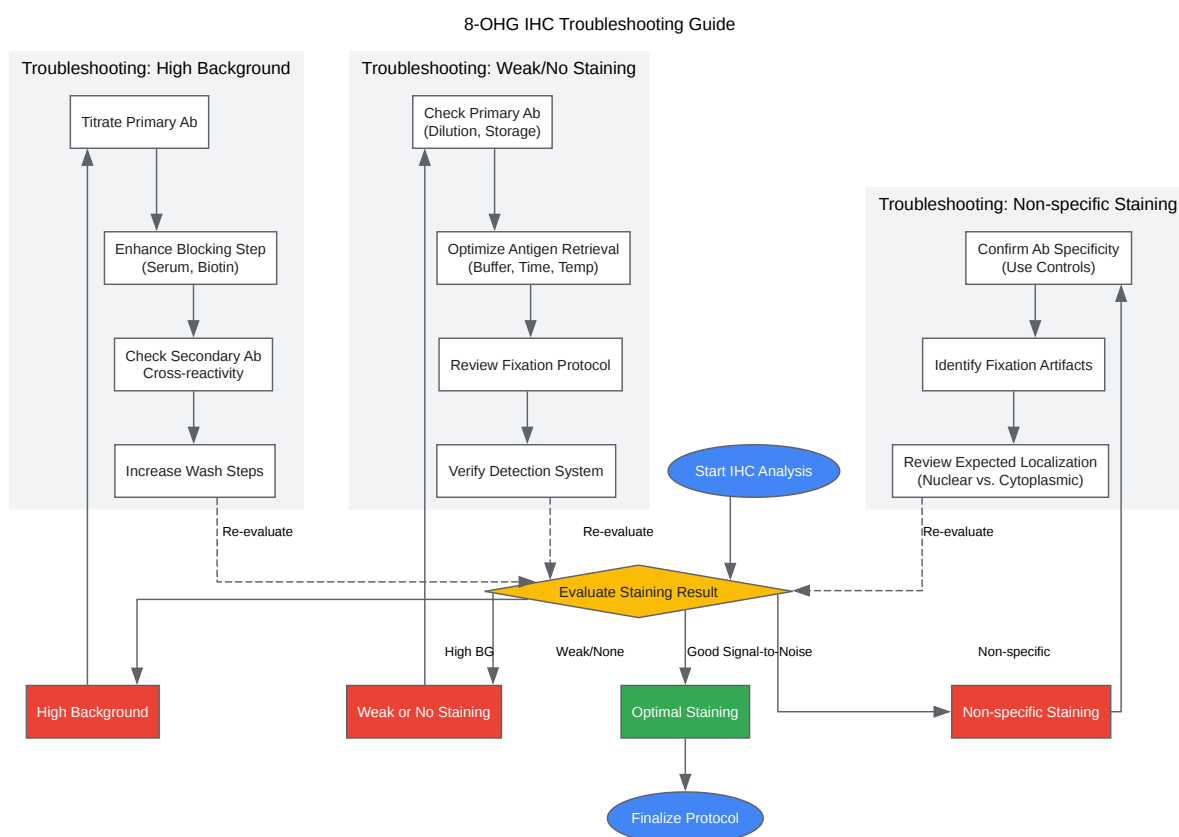 8-OHG IHC Troubleshooting Guide
Troubleshooting: High Background
Titrate Primary Ab
Enhance Blocking Step
(Serum, Biotin)
Check Secondary Ab
Cross-reactivity
Increase Wash Steps
Re-evaluate
Troubleshooting: Weak/No Staining
Check Primary Ab
(Dilution, Storage)
Optimize Antigen Retrieval
(Buffer, Time, Temp)
Review Fixation Protocol
Verify Detection System
Re-evaluate
Start IHC Analysis
Troubleshooting: Non-specific Staining
Confirm Ab Specificity
(Use Controls)
Identify Fixation Artifacts
Review Expected Localization
(Nuclear vs. Cytoplasmic)
Re-evaluate
Evaluate Staining Result
High BG
Weak/None
Good Signal-to-Noise
Non-specific
High Background
Weak or No Staining
Optimal Staining
Non-specific Staining
Finalize Protocol